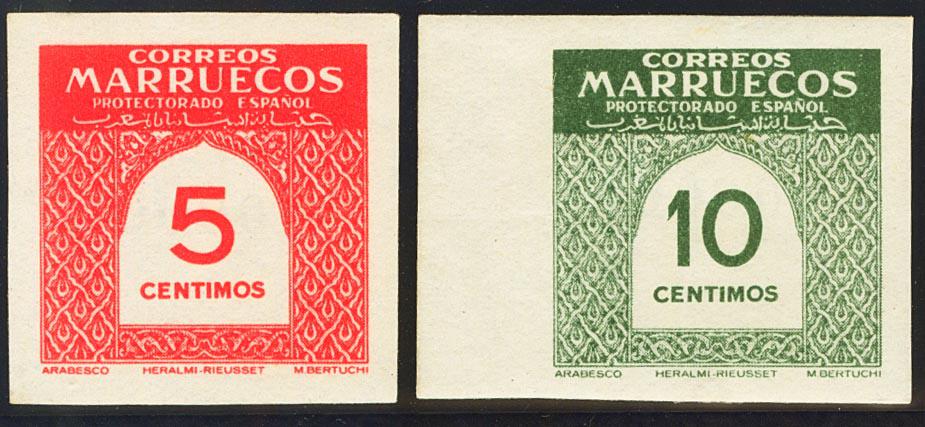 CORREOS
MARRUECOS
PROTECTORADO ESPAÑOL
5
CENTIMOS
ARABESCO HERALMI-RIEUSSET M.BERTUCHI
CORREOS
MARRUECOS
PROTECTORADO ESPAÑOL
10
CENTIMOS
ARABESCO HERALMI-RIEUSSET M.BERTUCHI